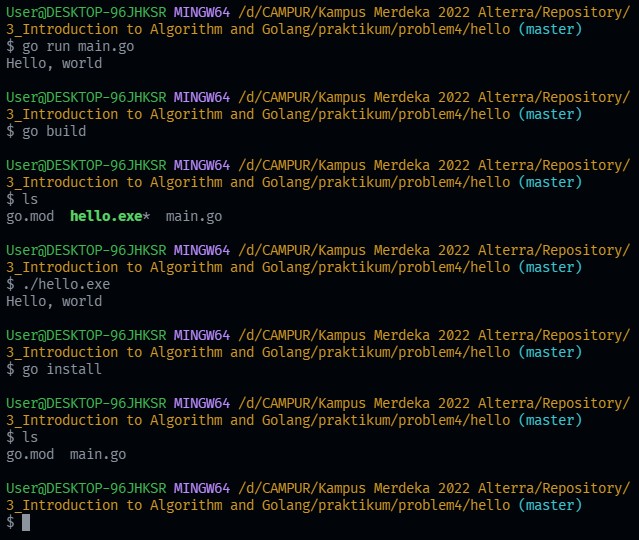 User@DESKTOP-96JHKSR MINGW64 /d/CAMPUR/Kampus Merdeka 2022 Alterra/Repository/
3_Introduction to Algorithm and Golang/praktikum/problem4/hello (master)
$ go run main.go
Hello, world
User@DESKTOP-96JHKSR MINGW64 /d/CAMPUR/Kampus Merdeka 2022 Alterra/Repository/
3_Introduction to Algorithm and Golang/praktikum/problem4/hello (master)
$ go build
User@DESKTOP-96JHKSR MINGW64 /d/CAMPUR/Kampus Merdeka 2022 Alterra/Repository/
3_Introduction to Algorithm and Golang/praktikum/problem4/hello (master)
$ ls
go.mod  hello.exe*  main.go
User@DESKTOP-96JHKSR MINGW64 /d/CAMPUR/Kampus Merdeka 2022 Alterra/Repository/
3_Introduction to Algorithm and Golang/praktikum/problem4/hello (master)
$ ./hello.exe
Hello, world
User@DESKTOP-96JHKSR MINGW64 /d/CAMPUR/Kampus Merdeka 2022 Alterra/Repository/
3_Introduction to Algorithm and Golang/praktikum/problem4/hello (master)
$ go install
User@DESKTOP-96JHKSR MINGW64 /d/CAMPUR/Kampus Merdeka 2022 Alterra/Repository/
3_Introduction to Algorithm and Golang/praktikum/problem4/hello (master)
$ ls
go.mod  main.go
User@DESKTOP-96JHKSR MINGW64 /d/CAMPUR/Kampus Merdeka 2022 Alterra/Repository/
3_Introduction to Algorithm and Golang/praktikum/problem4/hello (master)
$